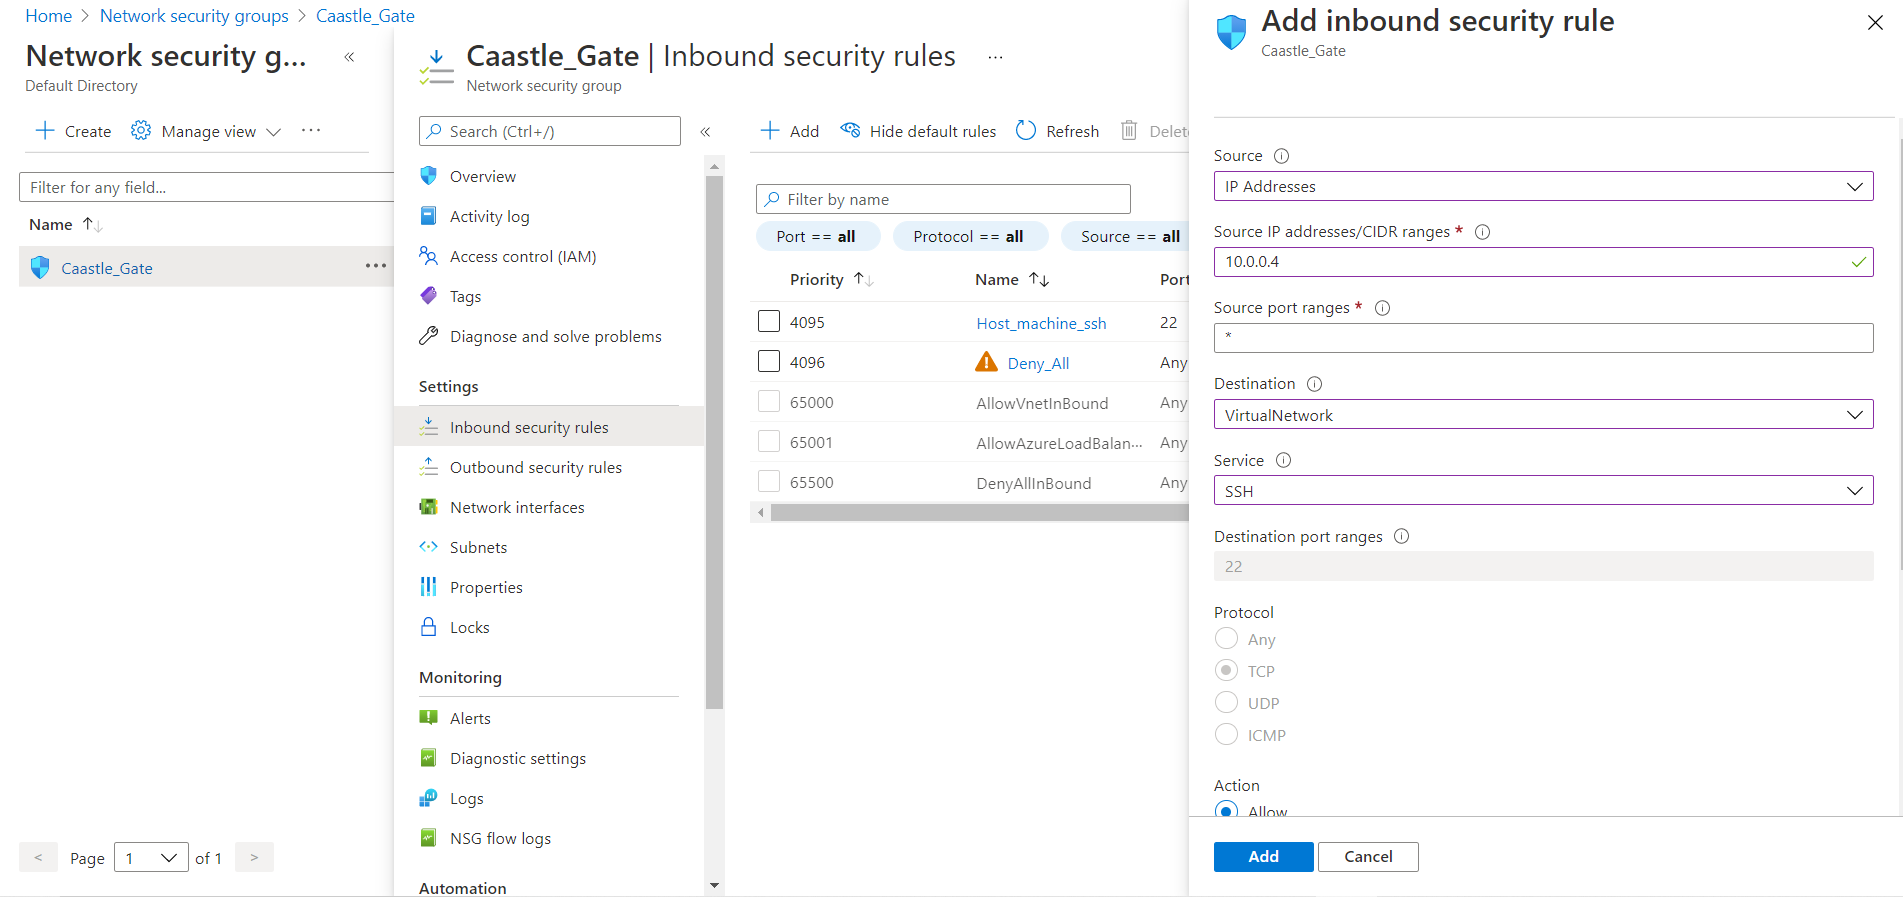 Home > Network security groups > Caastle_Gate
Network security g... «
Default Directory
+ Create Manage view ···
Filter for any field...
Name ↑↓
Caastle_Gate ···
< Page 1 of 1 >
Caastle_Gate | Inbound security rules ···
Network security group
Search (Ctrl+/) «
Overview
Activity log
Access control (IAM)
Tags
Diagnose and solve problems
Settings
Inbound security rules
Outbound security rules
Network interfaces
Subnets
Properties
Locks
Monitoring
Alerts
Diagnostic settings
Logs
NSG flow logs
Automation
+ Add Hide default rules Refresh
Filter by name
Port == all Protocol == all Source == all
Priority ↑↓ Name ↑↓ Port
4095 Host_machine_ssh 22
4096 Deny_All Any
65000 AllowVnetInBound Any
65001 AllowAzureLoadBalan... Any
65500 DenyAllInBound Any
Add inbound security rule
Caastle_Gate
Source
IP Addresses
Source IP addresses/CIDR ranges *
10.0.0.4
Source port ranges *
*
Destination
VirtualNetwork
Service
SSH
Destination port ranges
22
Protocol
Any
TCP
UDP
ICMP
Action
Allow
Add Cancel